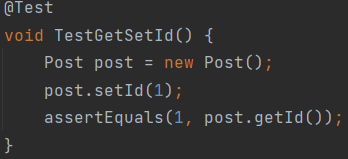 @Test
void TestGetSetId() {
    Post post = new Post();
    post.setId(1);
    assertEquals(1, post.getId());
}